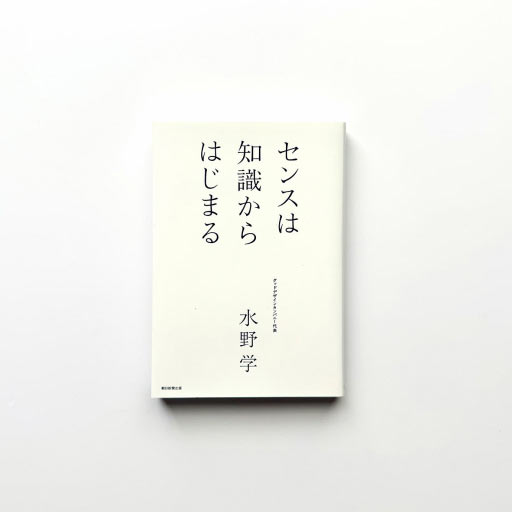 センスは
知識から
はじまる
グッドデザインカンパニー代表
水野学
朝日新聞出版